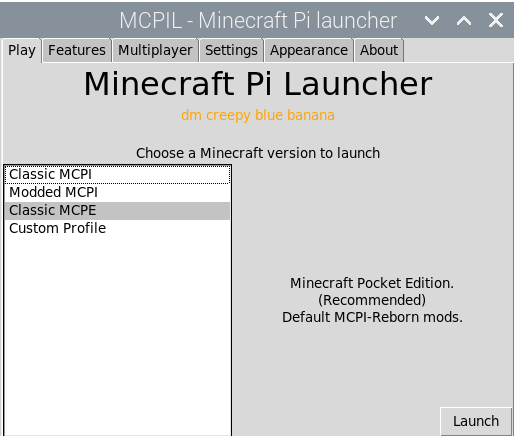 MCPIL - Minecraft Pi launcher
Play Features Multiplayer Settings Appearance About
Minecraft Pi Launcher
dm creepy blue banana
Choose a Minecraft version to launch
Classic MCPI
Modded MCPI
Classic MCPE
Custom Profile
Minecraft Pocket Edition.
(Recommended)
Default MCPI-Reborn mods.
Launch